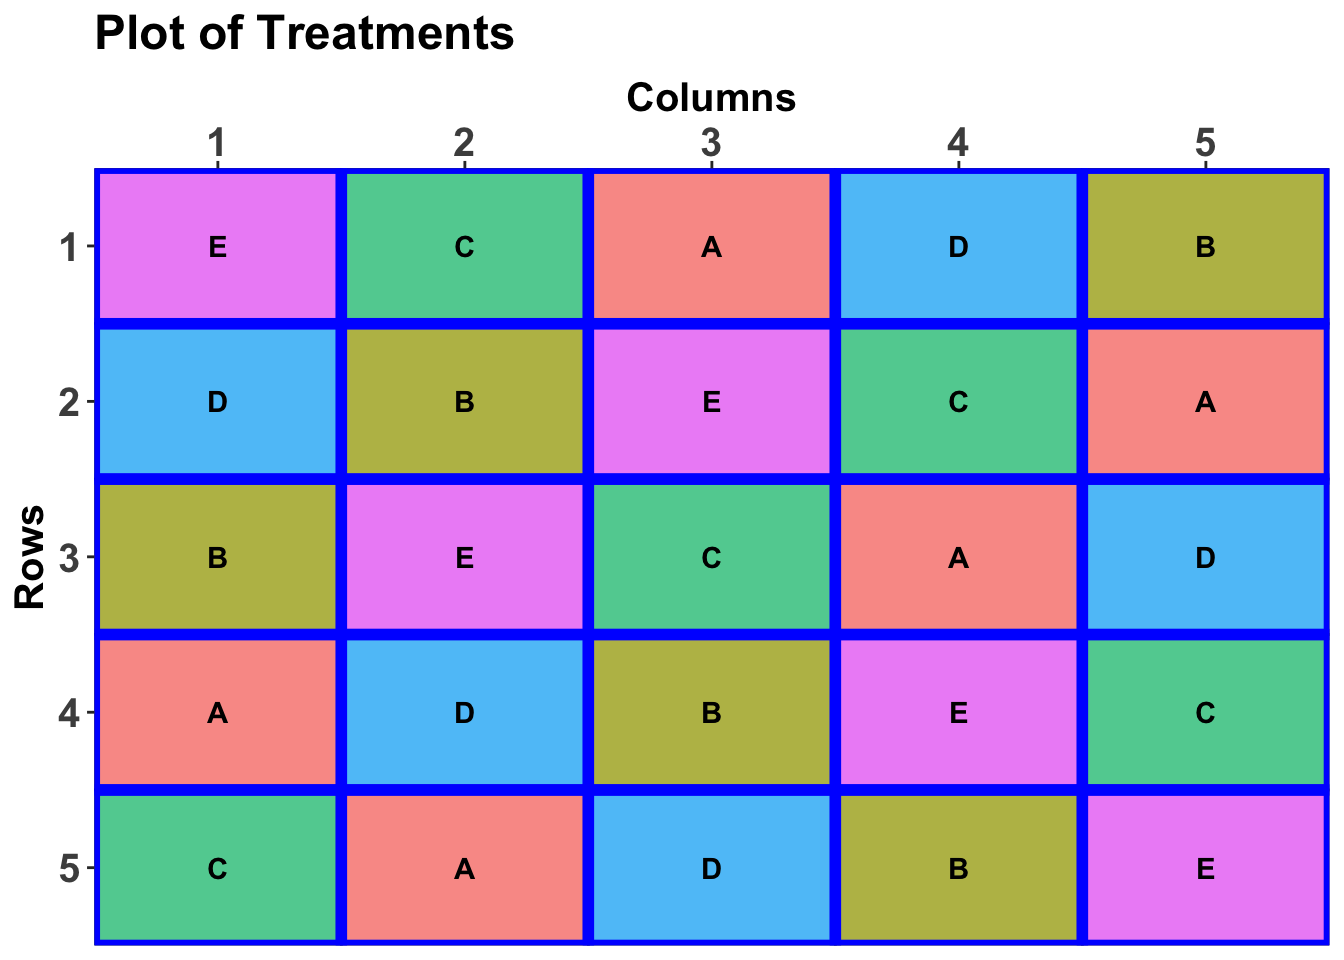 Plot of Treatments
Columns
1 2 3 4 5
1 E C A D B
2 D B E C A
Rows
3 B E C A D
4 A D B E C
5 C A D B E